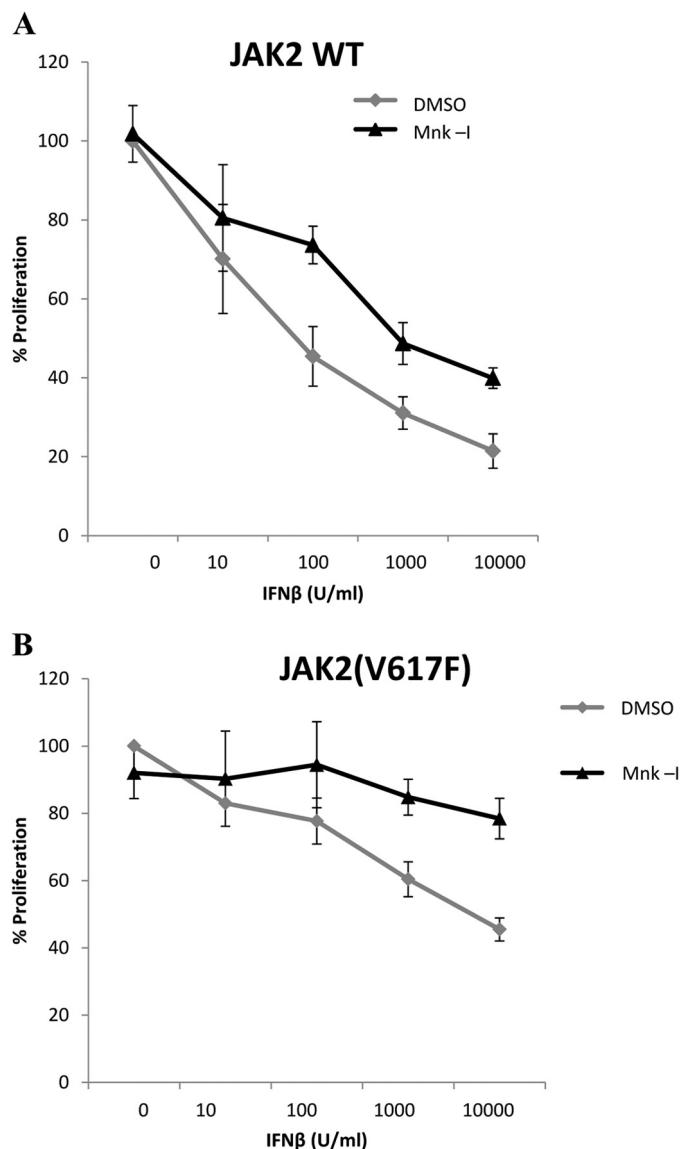 A
JAK2 WT
120
100
80
60
40
20
0
% Proliferation
DMSO
Mnk –I
0 10 100 1000 10000
IFNβ (U/ml)
B
JAK2(V617F)
120
100
80
60
40
20
0
% Proliferation
DMSO
Mnk –I
0 10 100 1000 10000
IFNβ (U/ml)